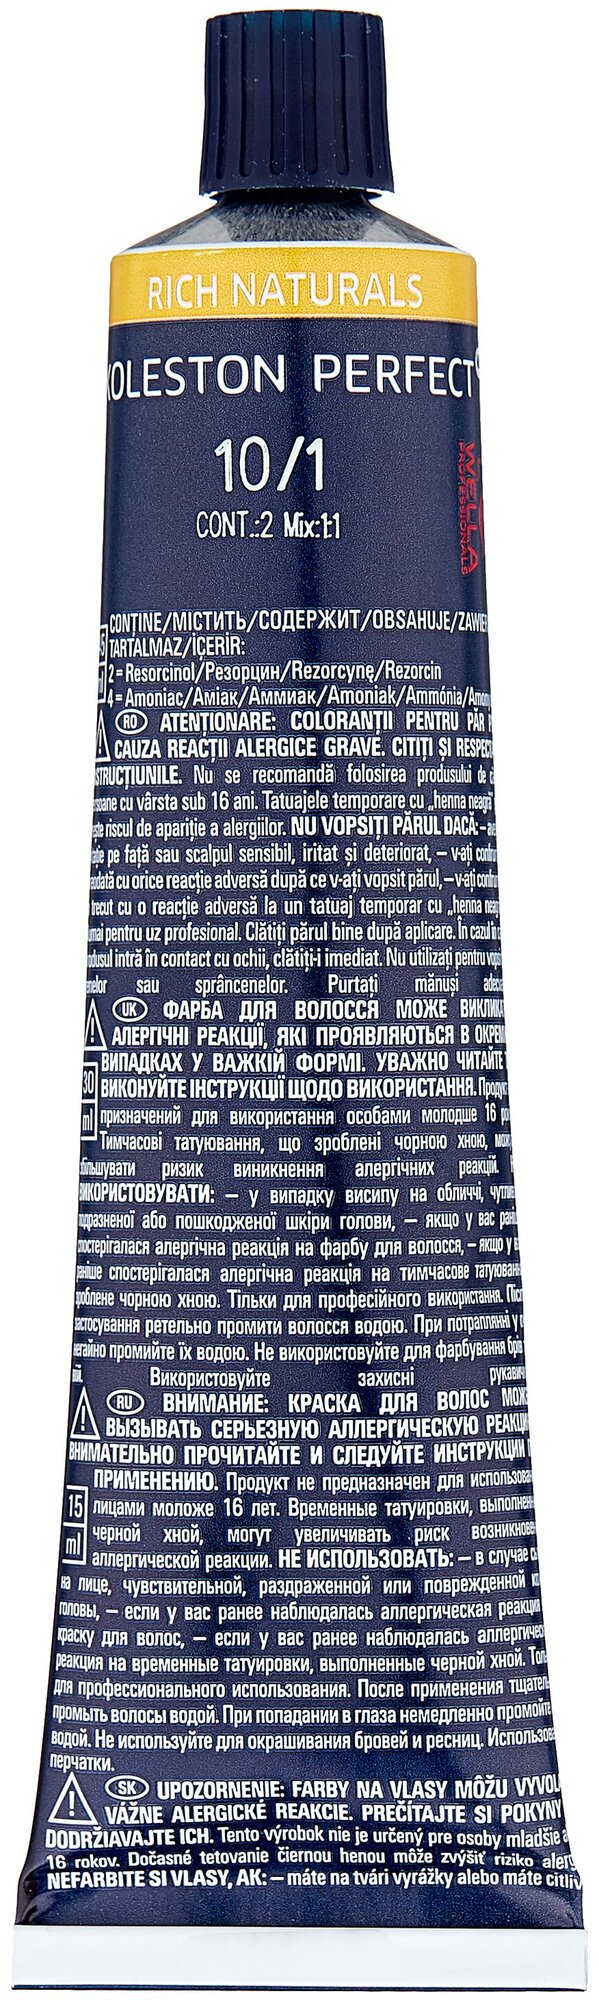 RICH NATURALS
KOLESTON PERFECT
10/1
CONT.:2 Mix:1:1
WELLA
PROFESSIONALS
CONȚINE/МІСТИТЬ/СОДЕРЖИТ/OBSAHUJE/ZAWIER
TARTALMAZ/İÇERİR:
2 = Resorcinol/Резорцин/Rezorcynę/Rezorcin
4 = Amoniac/Аміак/Аммиак/Amoniak/Ammónia/Amon
RO ATENȚIONARE: COLORANȚII PENTRU PĂR P
CAUZA REACȚII ALERGICE GRAVE. CITIȚI ȘI RESPECT
INSTRUCȚIUNILE. Nu se recomandă folosirea produsului de c
persoane cu vârsta sub 16 ani. Tatuajele temporare cu „henna neagră
crește riscul de apariție a alergiilor. NU VOPSIȚI PĂRUL DACĂ: – ave
pe față sau scalpul sensibil, iritat și deteriorat, – v-ați confrun
vreodată cu orice reacție adversă după ce v-ați vopsit părul, – v-ați confrun
trecut cu o reacție adversă la un tatuaj temporar cu „henna neag
numai pentru uz profesional. Clătiți părul bine după aplicare. În cazul în c
produsul intră în contact cu ochii, clătiți-i imediat. Nu utilizați pentru vops
genelor sau sprâncenelor. Purtați mănuși adec
UK ФАРБА ДЛЯ ВОЛОССЯ МОЖЕ ВИКЛИКА
АЛЕРГІЧНІ РЕАКЦІЇ, ЯКІ ПРОЯВЛЯЮТЬСЯ В ОКРЕМ
ВИПАДКАХ У ВАЖКІЙ ФОРМІ. УВАЖНО ЧИТАЙТЕ
30 ml ВИКОНУЙТЕ ІНСТРУКЦІЇ ЩОДО ВИКОРИСТАННЯ. Продукт
призначений для використання особами молодше 16 рок
Тимчасові татуювання, що зроблені чорною хною, можу
збільшувати ризик виникнення алергічних реакцій.
ВИКОРИСТОВУВАТИ: – у випадку висипу на обличчі, чутлив
подразненої або пошкодженої шкіри голови, – якщо у вас раніш
спостерігалася алергічна реакція на фарбу для волосся, – якщо у в
раніше спостерігалася алергічна реакція на тимчасове татуюван
зроблене чорною хною. Тільки для професійного використання. Післ
застосування ретельно промити волосся водою. При потраплянні у о
негайно промийте їх водою. Не використовуйте для фарбування брів
вій. Використовуйте захисні рукавич
RU ВНИМАНИЕ: КРАСКА ДЛЯ ВОЛОС МОЖЕ
ВЫЗЫВАТЬ СЕРЬЕЗНУЮ АЛЛЕРГИЧЕСКУЮ РЕАКЦИ
ВНИМАТЕЛЬНО ПРОЧИТАЙТЕ И СЛЕДУЙТЕ ИНСТРУКЦИИ П
ПРИМЕНЕНИЮ. Продукт не предназначен для использован
15 ml лицами моложе 16 лет. Временные татуировки, выполнен
черной хной, могут увеличивать риск возникнове
аллергической реакции. НЕ ИСПОЛЬЗОВАТЬ: – в случае сы
на лице, чувствительной, раздраженной или поврежденной ко
головы, – если у вас ранее наблюдалась аллергическая реакция
краску для волос, – если у вас ранее наблюдалась аллергическ
реакция на временные татуировки, выполненные черной хной. Тол
для профессионального использования. После применения тщатель
промыть волосы водой. При попадании в глаза немедленно промойте
водой. Не используйте для окрашивания бровей и ресниц. Использова
перчатки.
SK UPOZORNENIE: FARBY NA VLASY MÔŽU VYVOLA
VÁŽNE ALERGICKÉ REAKCIE. PREČÍTAJTE SI POKYNY
DODRŽIAVAJTE ICH. Tento výrobok nie je určený pre osoby mladšie a
16 rokov. Dočasné tetovanie čiernou henou môže zvýšiť riziko alerg
NEFARBITE SI VLASY, AK: – máte na tvári vyrážky alebo máte citliv